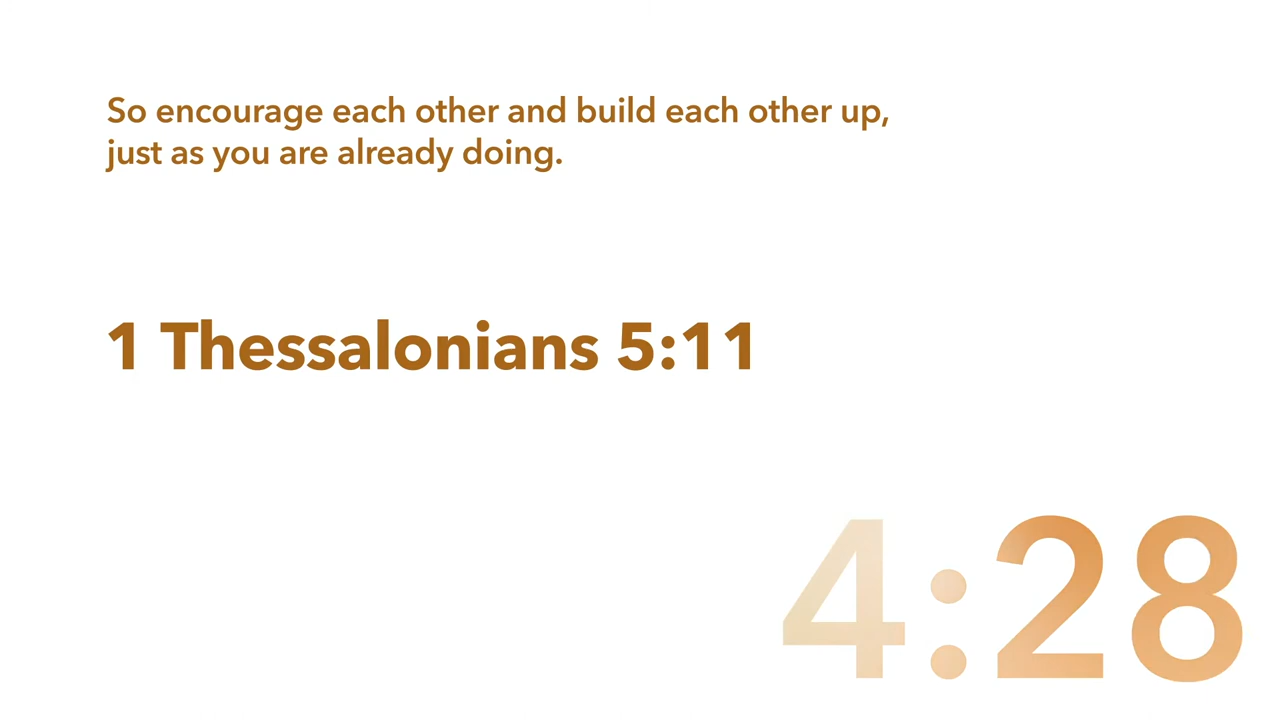 So encourage each other and build each other up,
just as you are already doing.
1 Thessalonians 5:11
4:28